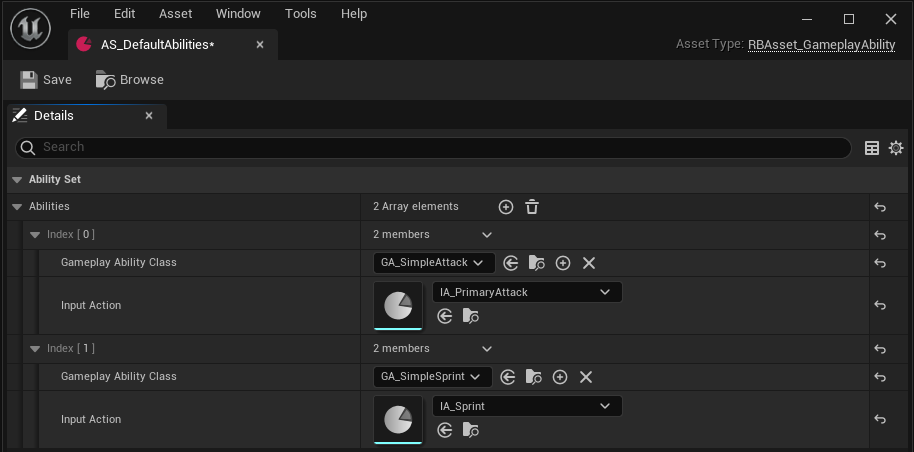 File Edit Asset Window Tools Help
AS_DefaultAbilities*
Asset Type: RBAsset_GameplayAbility
Save Browse
Details
Search
Ability Set
Abilities 2 Array elements
Index [ 0 ] 2 members
Gameplay Ability Class GA_SimpleAttack
Input Action IA_PrimaryAttack
Index [ 1 ] 2 members
Gameplay Ability Class GA_SimpleSprint
Input Action IA_Sprint